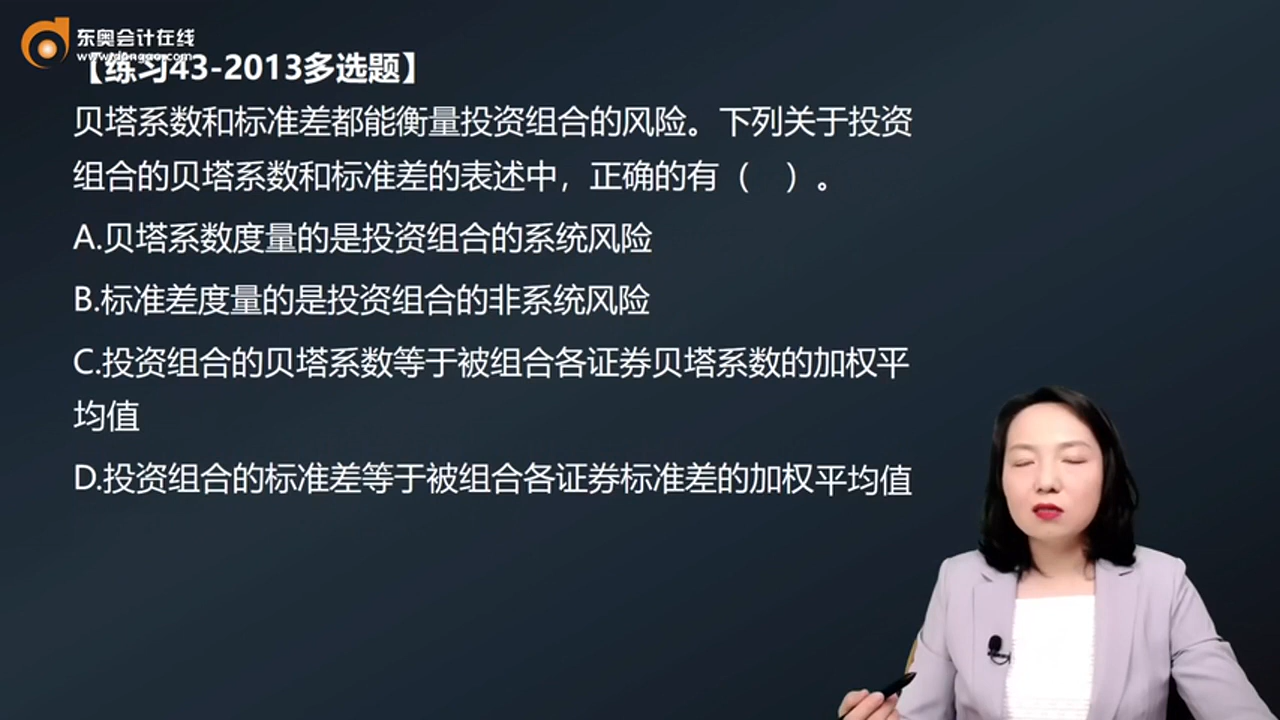 东奥会计在线
www.dongao.com
【练习43-2013多选题】
贝塔系数和标准差都能衡量投资组合的风险。下列关于投资
组合的贝塔系数和标准差的表述中，正确的有（ ）。
A.贝塔系数度量的是投资组合的系统风险
B.标准差度量的是投资组合的非系统风险
C.投资组合的贝塔系数等于被组合各证券贝塔系数的加权平
均值
D.投资组合的标准差等于被组合各证券标准差的加权平均值